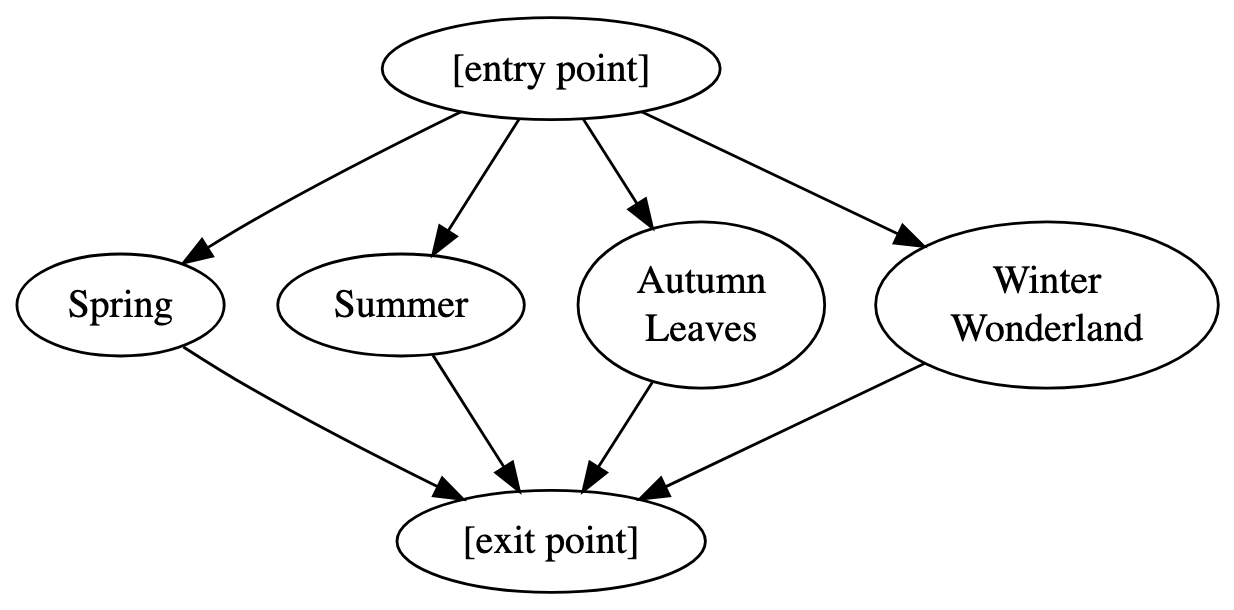 [entry point]
Spring
Summer
Autumn
Leaves
Winter
Wonderland
[exit point]